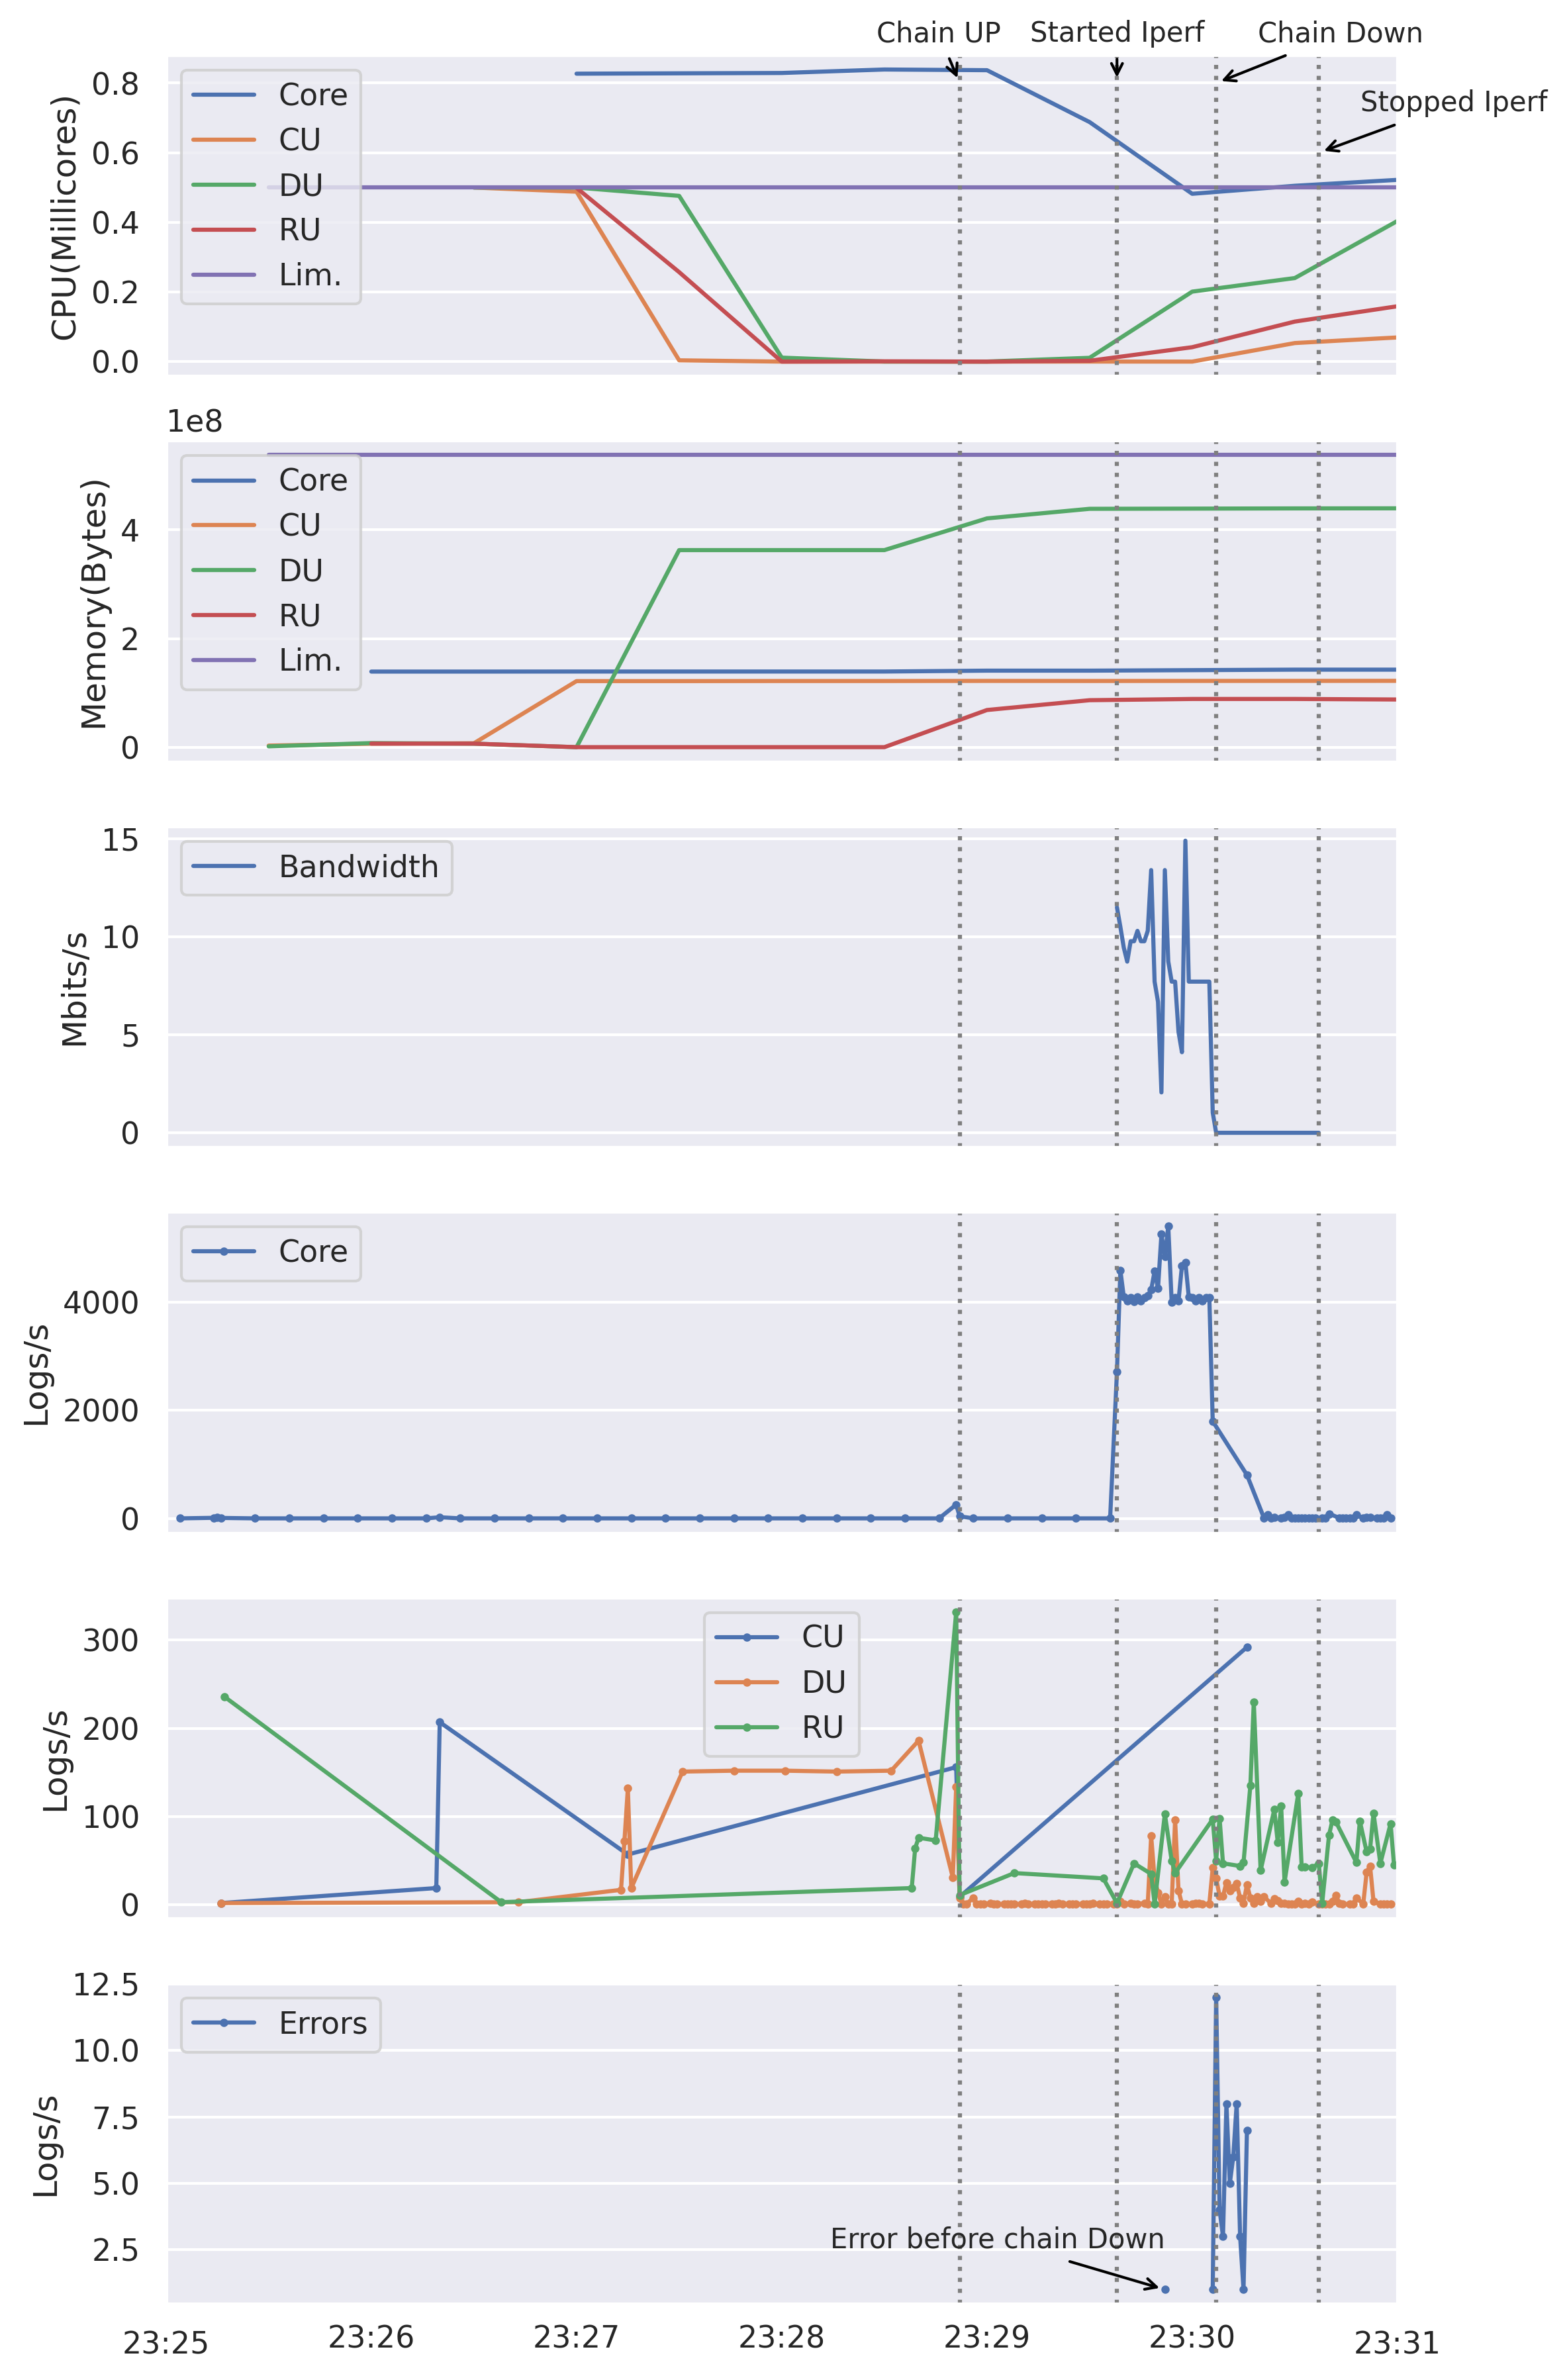 Chain UP
Started Iperf
Chain Down
Stopped Iperf
CPU(Millicores)
0.8
0.6
0.4
0.2
0.0
Core
CU
DU
RU
Lim.
1e8
Memory(Bytes)
4
2
0
Core
CU
DU
RU
Lim.
Mbits/s
15
10
5
0
Bandwidth
Logs/s
4000
2000
0
Core
Logs/s
300
200
100
0
CU
DU
RU
Logs/s
12.5
10.0
7.5
5.0
2.5
Errors
Error before chain Down
23:25
23:26
23:27
23:28
23:29
23:30
23:31